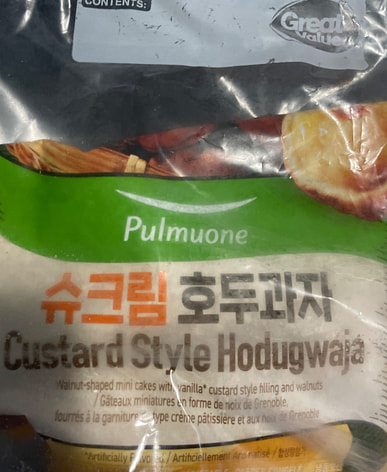 CONTENTS:
Great
Value
Pulmuone
슈크림 호두과자
Custard Style Hodugwaja
Walnut-shaped mini cakes with vanilla* custard style filling and walnuts
/ Gâteaux miniatures en forme de noix de Grenoble,
fourrés à la garniture type crème pâtissière et aux noix de Grenoble
*Artificially Flavored / Artificiellement Aromatisé /